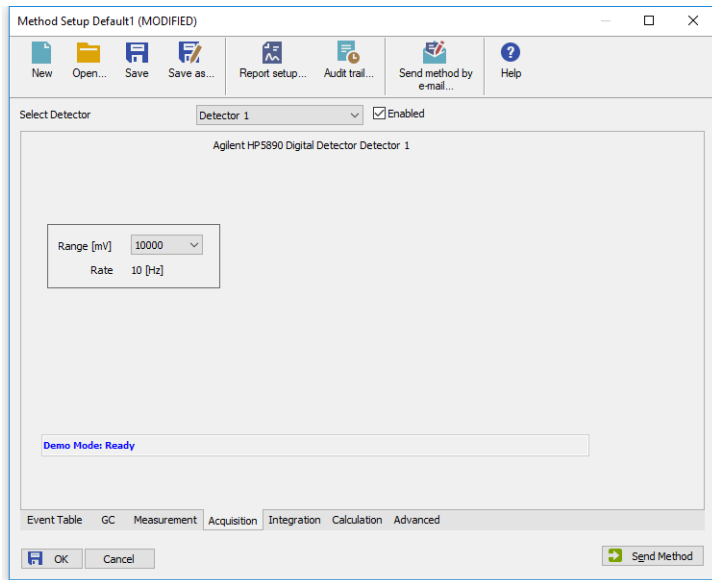 Method Setup Default1 (MODIFIED)
New Open... Save Save as... Report setup... Audit trail... Send method by e-mail... Help
Select Detector Detector 1 Enabled
Agilent HP5890 Digital Detector Detector 1
Range [mV] 10000
Rate 10 [Hz]
Demo Mode: Ready
Event Table GC Measurement Acquisition Integration Calculation Advanced
OK Cancel Send Method